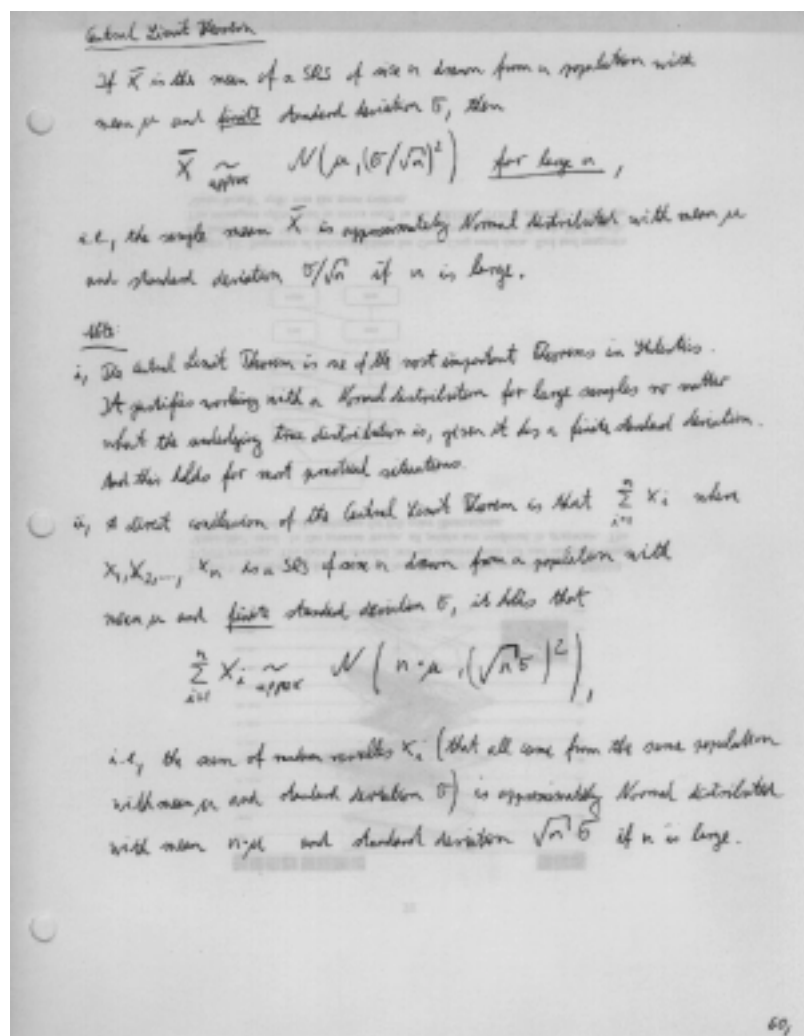 Central Limit Theorem
If X̄ is the mean of a SRS of size n drawn from a population with
mean μ and finite standard deviation σ, then
X̄ ~ approx N(μ, (σ/√n)²) for large n,
i.e., the sample mean X̄ is approximately Normal distributed with mean μ
and standard deviation σ/√n if n is large.
Note:
i, The Central Limit Theorem is one of the most important Theorems in Statistics.
It justifies working with a Normal distribution for large samples no matter
what the underlying true distribution is, given it has a finite standard deviation.
And this holds for most practical situations.
ii, A direct conclusion of the Central Limit Theorem is that Σ_{i=1}^{n} X_i when
X₁, X₂, ..., X_n is a SRS of size n drawn from a population with
mean μ and finite standard deviation σ, it holds that
Σ_{i=1}^{n} X_i ~ approx N(n·μ, (√n σ)²),
i.e., the sum of random results X_i (that all come from the same population
with mean μ and standard deviation σ) is approximately Normal distributed
with mean n·μ and standard deviation √n σ if n is large.
60,